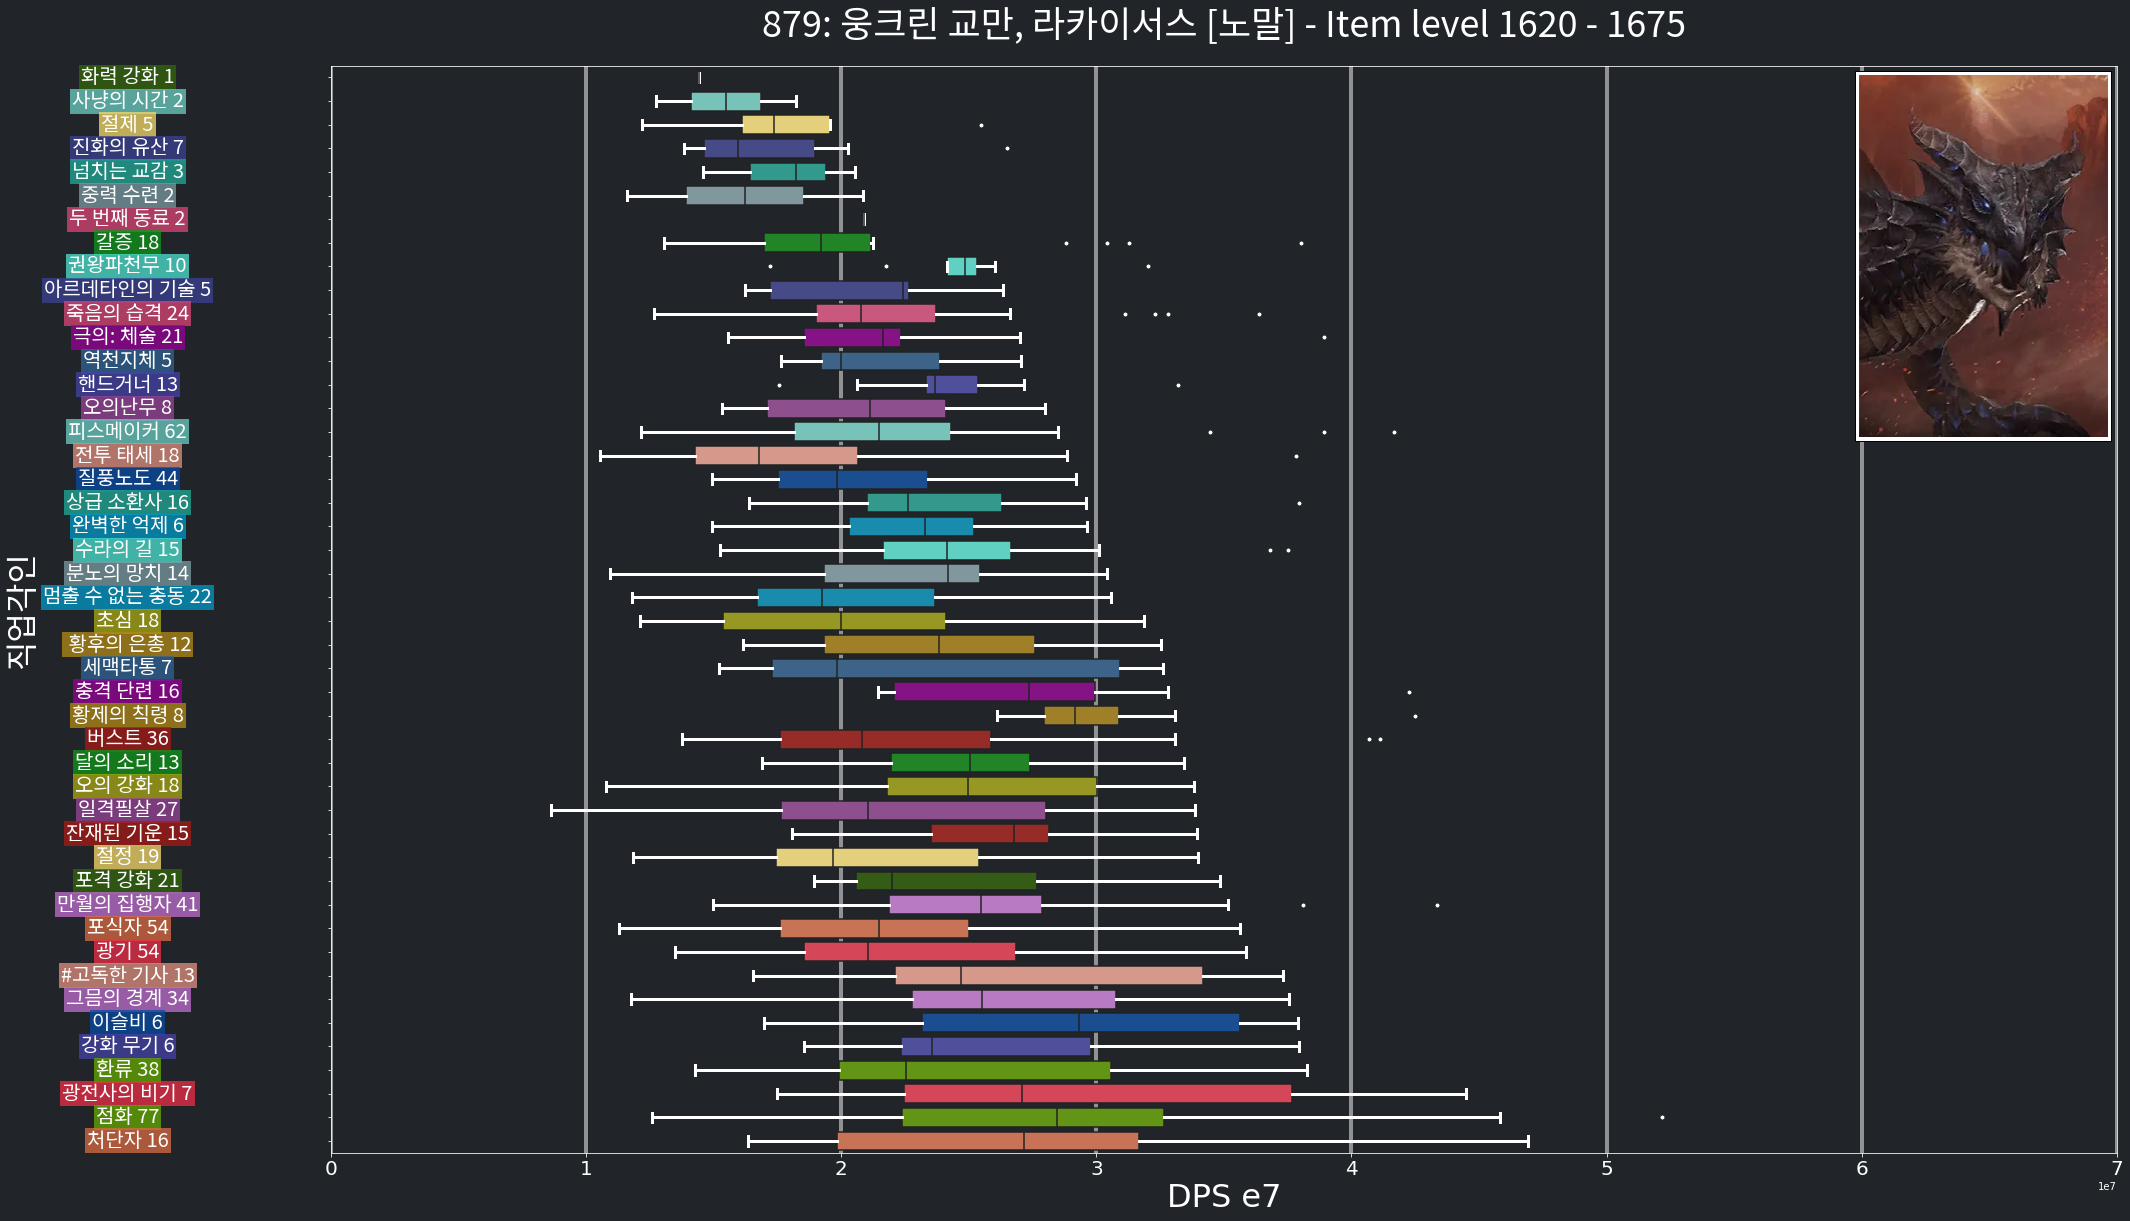 879: 웅크린 교만, 라카이서스 [노말] - Item level 1620 - 1675
화력 강화 1
사냥의 시간 2
절제 5
진화의 유산 7
넘치는 교감 3
중력 수련 2
두 번째 동료 2
갈증 18
권왕파천무 10
아르데타인의 기술 5
죽음의 습격 24
극의: 체술 21
역천지체 5
핸드거너 13
오의난무 8
피스메이커 62
전투 태세 18
질풍노도 44
상급 소환사 16
완벽한 억제 6
수라의 길 15
분노의 망치 14
멈출 수 없는 충동 22
초심 18
황후의 은총 12
세맥타통 7
충격 단련 16
황제의 칙령 8
버스트 36
달의 소리 13
오의 강화 18
일격필살 27
잔재된 기운 15
절정 19
포격 강화 21
만월의 집행자 41
포식자 54
광기 54
#고독한 기사 13
그믐의 경계 34
이슬비 6
강화 무기 6
환류 38
광전사의 비기 7
점화 77
처단자 16
직업각인
0 1 2 3 4 5 6 7
1e7
DPS e7